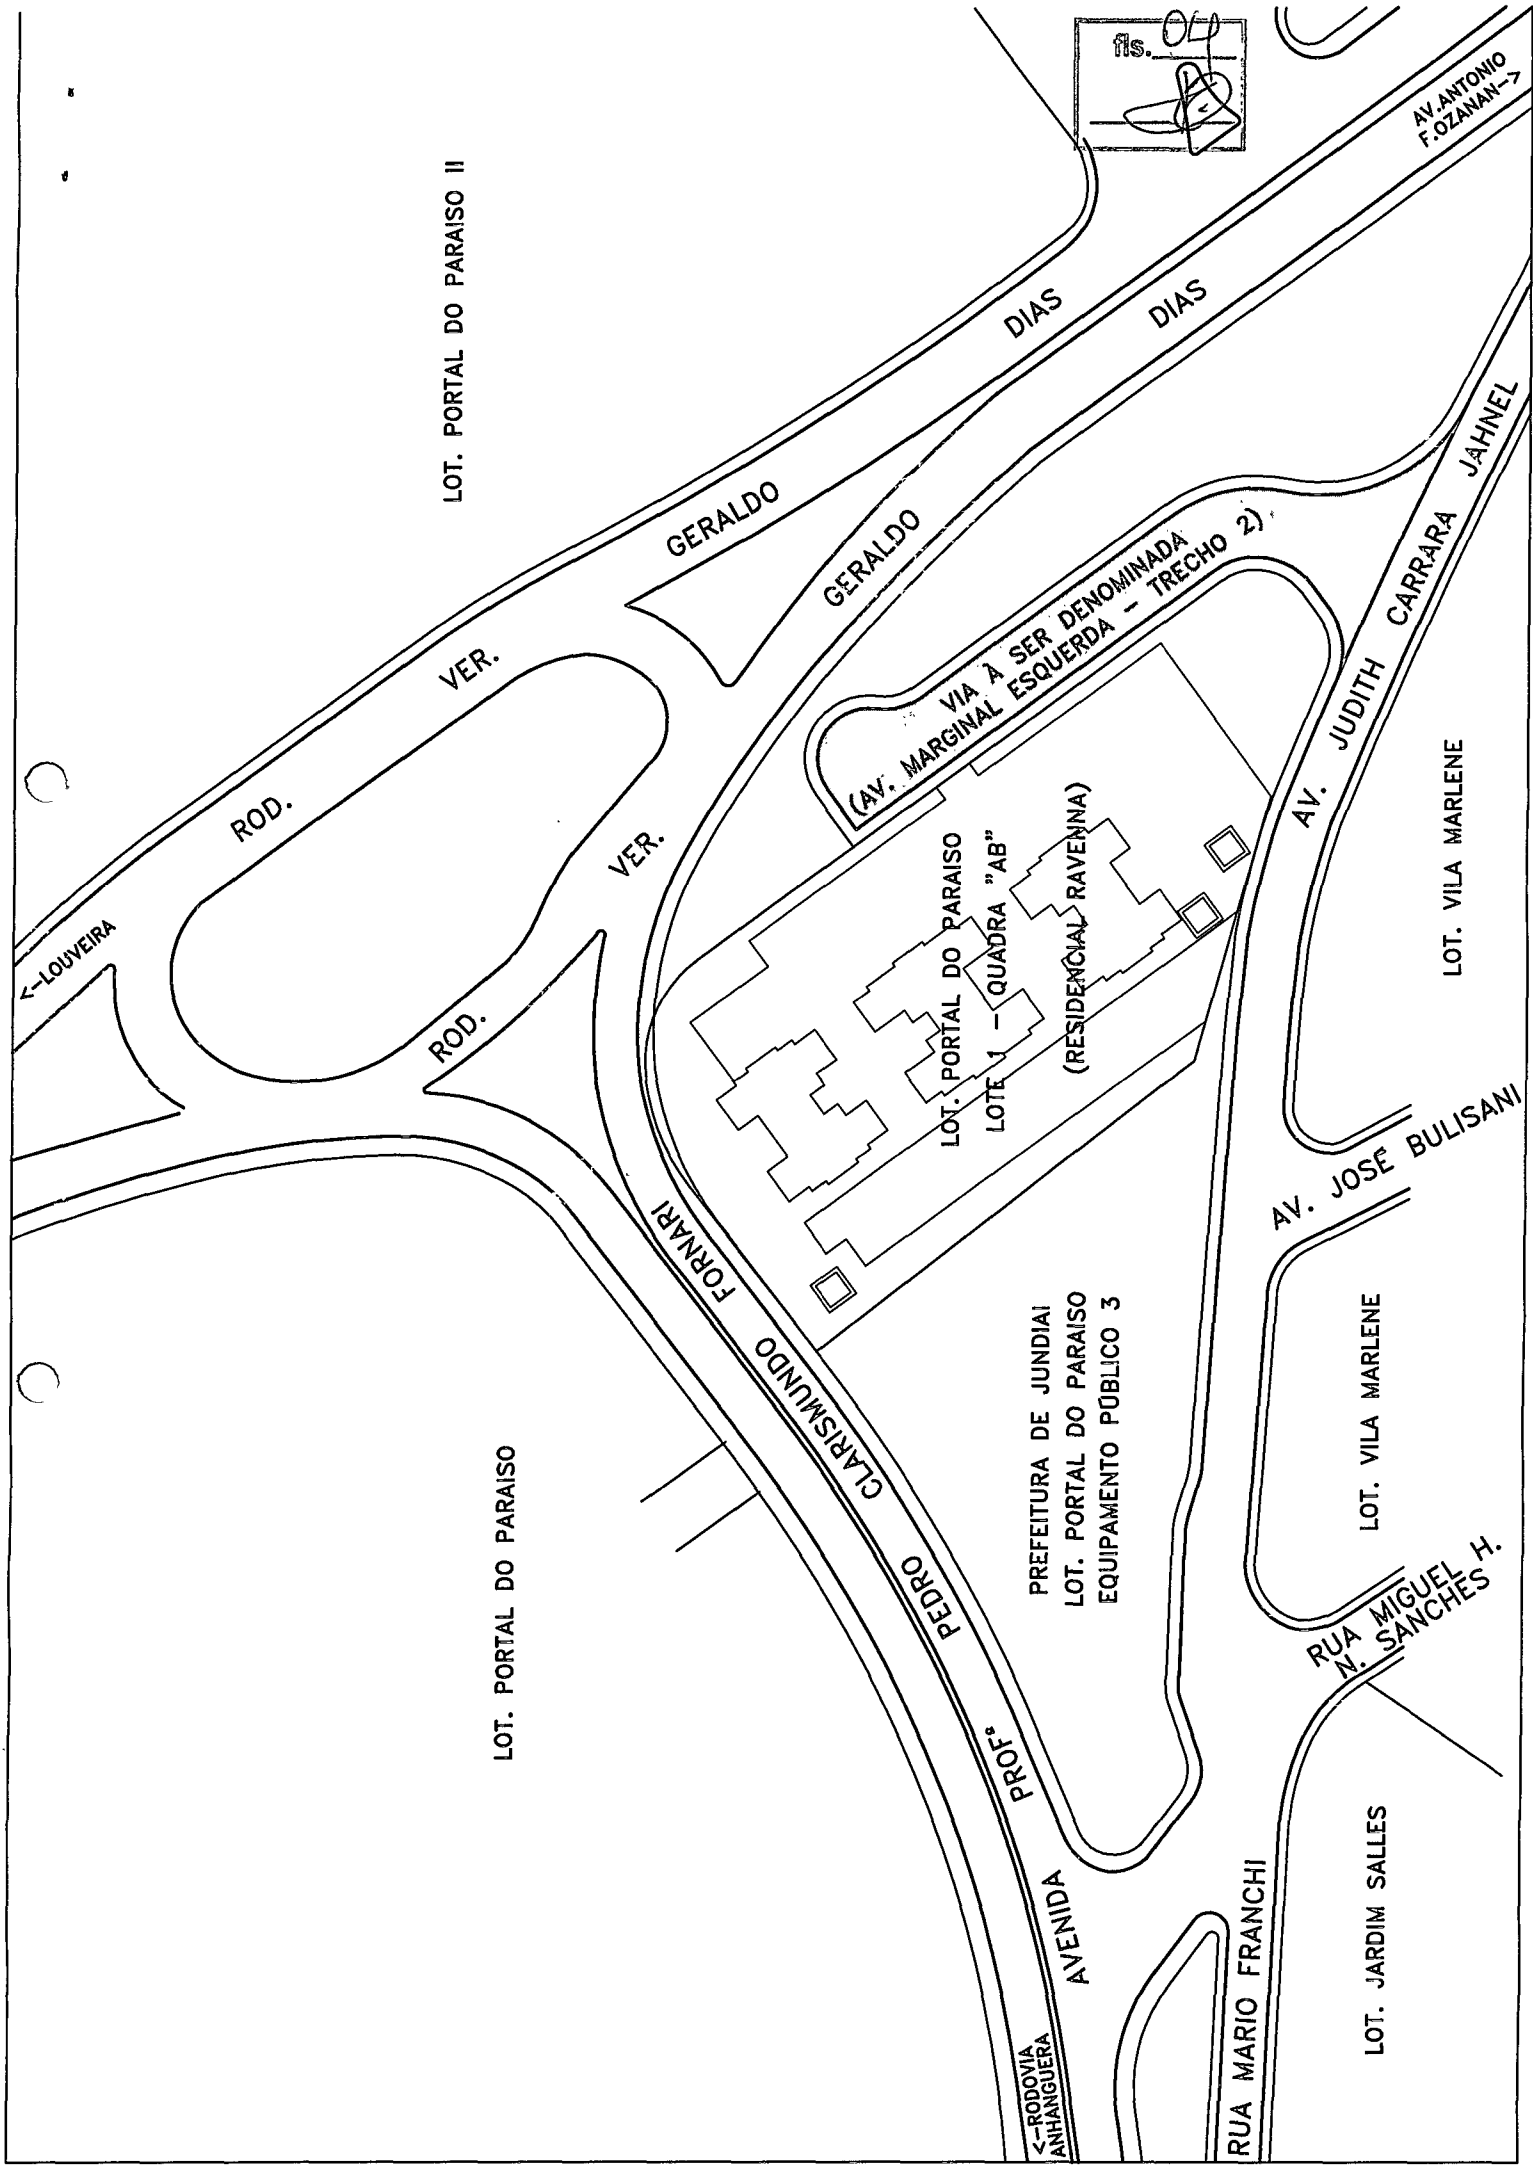 fls. 04
AV.ANTONIO
F.OZANAN->
LOT. PORTAL DO PARAISO II
<-LOUVEIRA
ROD. VER. GERALDO DIAS
ROD. VER. GERALDO DIAS
VIA À SER DENOMINADA
(AV. MARGINAL ESQUERDA - TRECHO 2)
AV. JUDITH CARRARA JAHNEL
LOT. PORTAL DO PARAISO
LOTE 1 - QUADRA "AB"
(RESIDENCIAL RAVENNA)
LOT. VILA MARLENE
AV. JOSÉ BULISANI
LOT. PORTAL DO PARAISO
AVENIDA PROFº PEDRO CLARISMUNDO FORNARI
PREFEITURA DE JUNDIAI
LOT. PORTAL DO PARAISO
EQUIPAMENTO PÚBLICO 3
LOT. VILA MARLENE
RUA MIGUEL H.
N. SANCHES
<-RODOVIA
ANHANGUERA
RUA MARIO FRANCHI
LOT. JARDIM SALLES